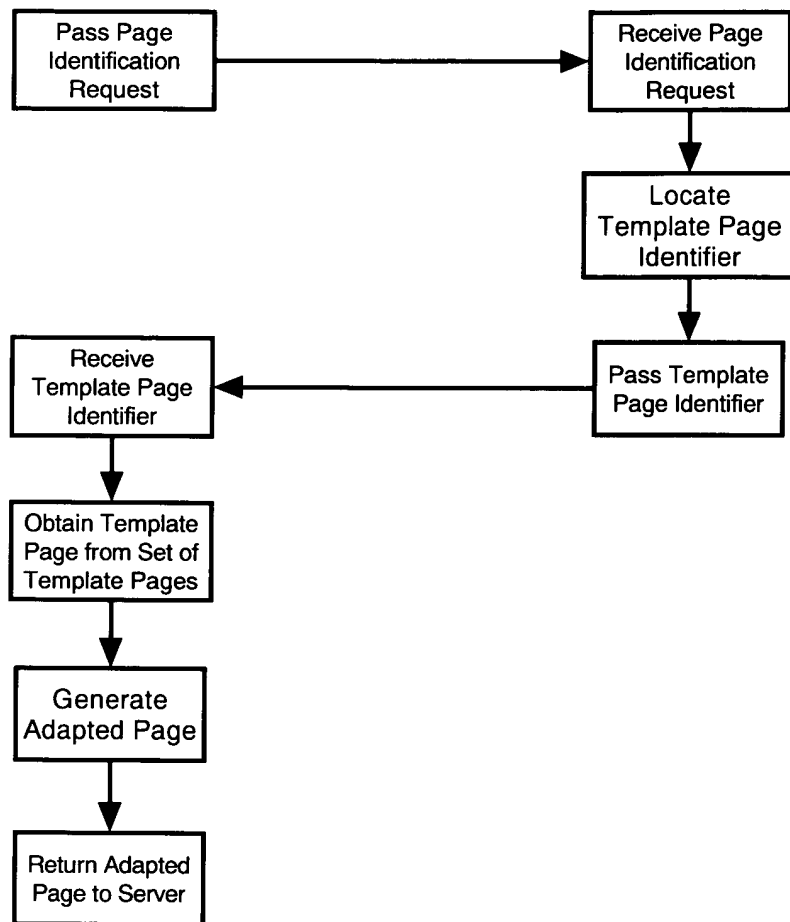 Pass Page
Identification
Request
Receive Page
Identification
Request
Locate
Template Page
Identifier
Pass Template
Page Identifier
Receive
Template Page
Identifier
Obtain Template
Page from Set of
Template Pages
Generate
Adapted Page
Return Adapted
Page to Server